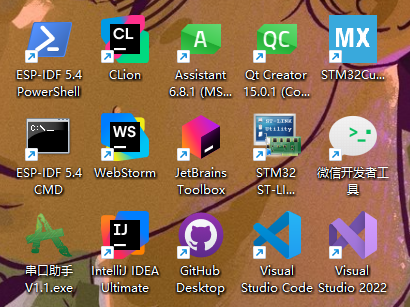 ESP-IDF 5.4 PowerShell
CL
CLion
A
Assistant 6.8.1 (MS...
QC
Qt Creator 15.0.1 (Co...
MX
STM32Cu...
C:\
ESP-IDF 5.4 CMD
WS
WebStorm
JetBrains Toolbox
ST-LINK Utility
STM32 ST-LI...
微信开发者工具
串口助手 V1.1.exe
IJ
IntelliJ IDEA Ultimate
GitHub Desktop
Visual Studio Code
Visual Studio 2022